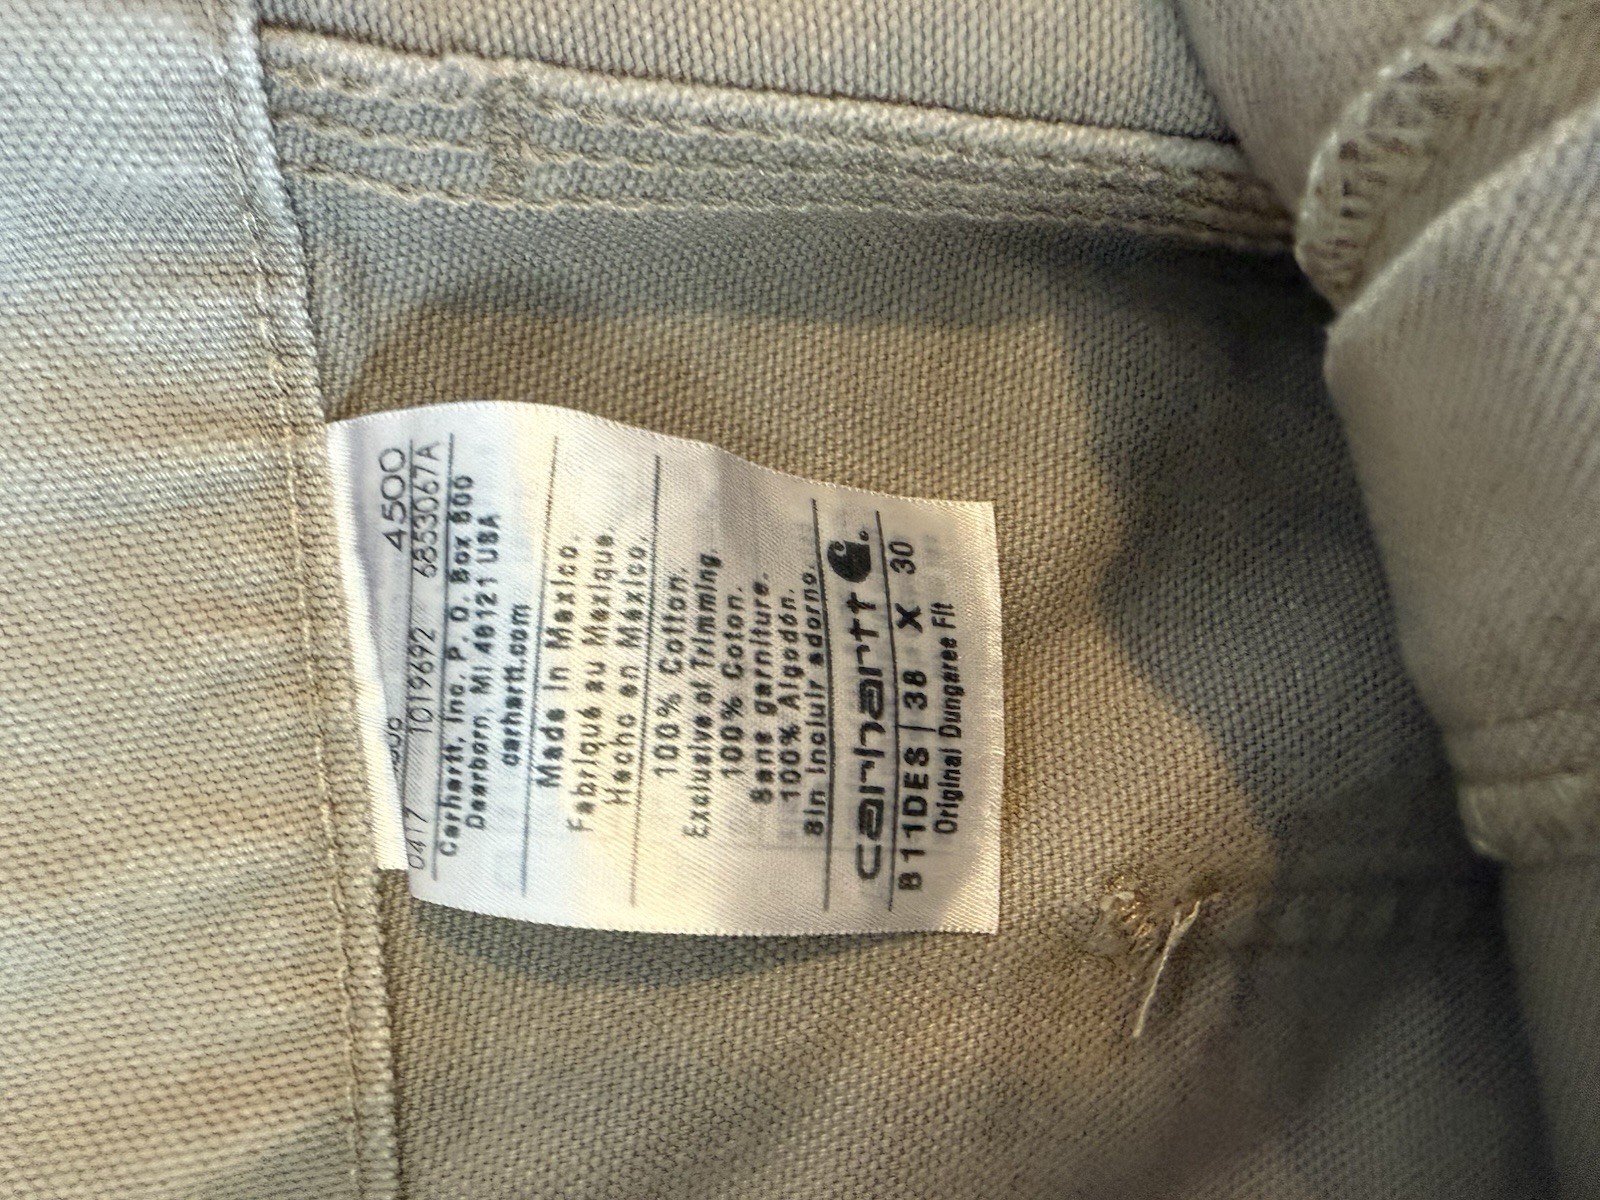 4500
0417 1019692 6853067A
Carhartt, Inc. P. O. Box 600
Dearborn, MI 48121 USA
carhartt.com
Made In Mexico.
Fabriqué au Mexique.
Hecho en México.
100% Cotton.
Exclusive of Trimming
100% Coton.
Sans garniture.
100% Algodón.
Sin incluir adorno.
carhartt
B11DES 38 X 30
Original Dungaree Fit